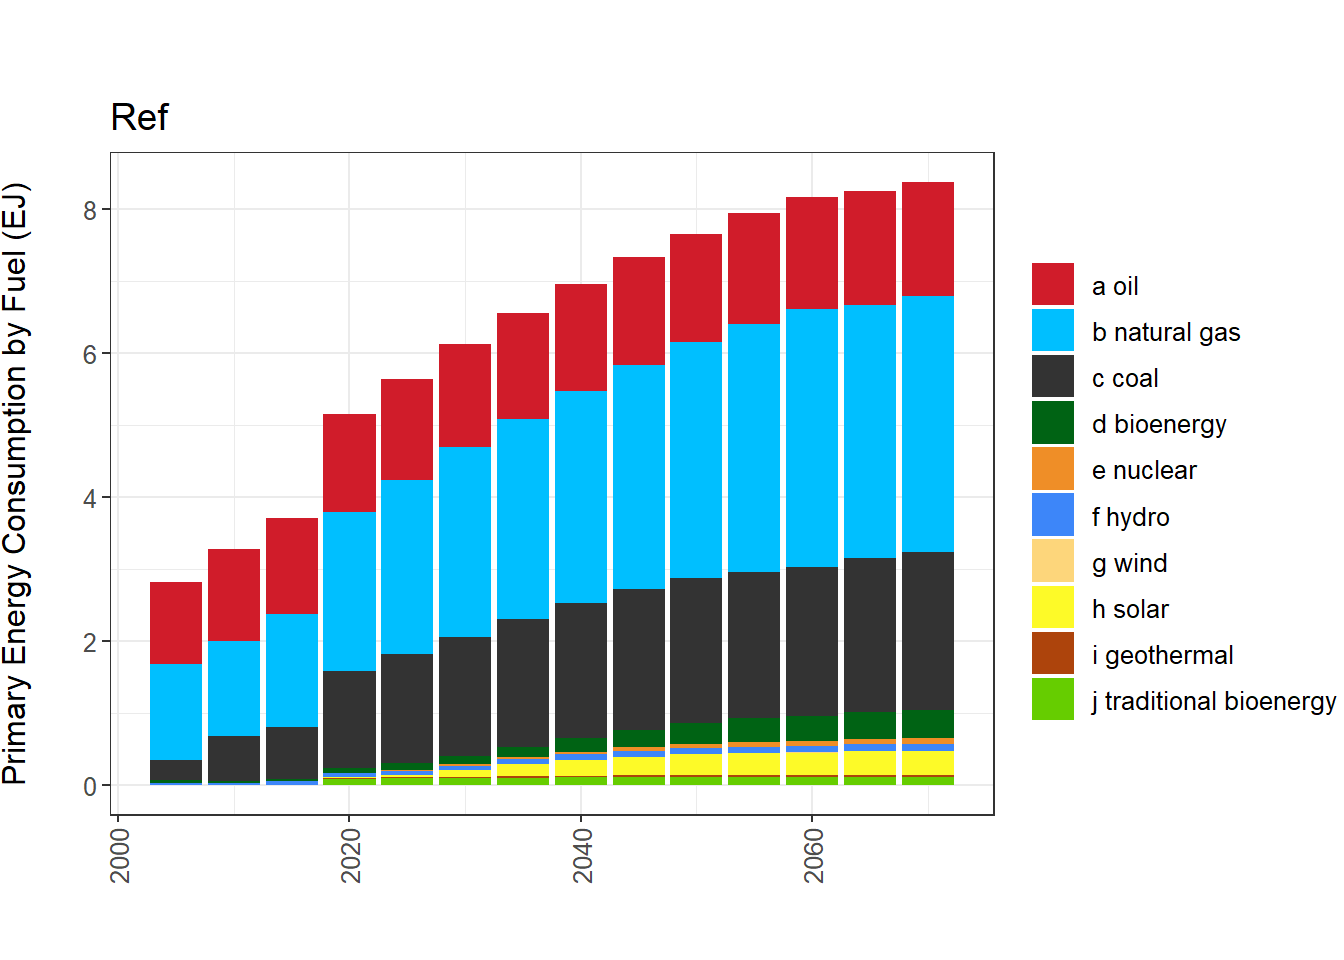 Ref
Primary Energy Consumption by Fuel (EJ)
8
6
4
2
0
2000
2020
2040
2060
a oil
b natural gas
c coal
d bioenergy
e nuclear
f hydro
g wind
h solar
i geothermal
j traditional bioenergy